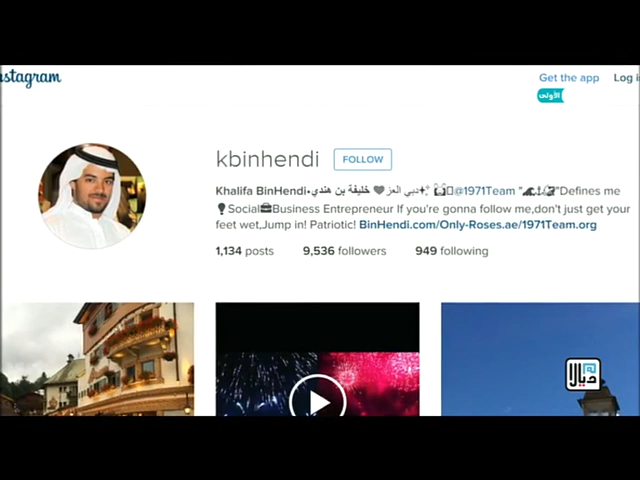 Instagram
Get the app Log i
الأولى
kbinhendi FOLLOW
Khalifa BinHendi•خليفة بن هندي ❤دبي العز @1971Team "🌊⚓🏖"Defines me
💡Social💼Business Entrepreneur If you're gonna follow me,don't just get your
feet wet,Jump in! Patriotic! BinHendi.com/Only-Roses.ae/1971Team.org
1,134 posts 9,536 followers 949 following
ديالا